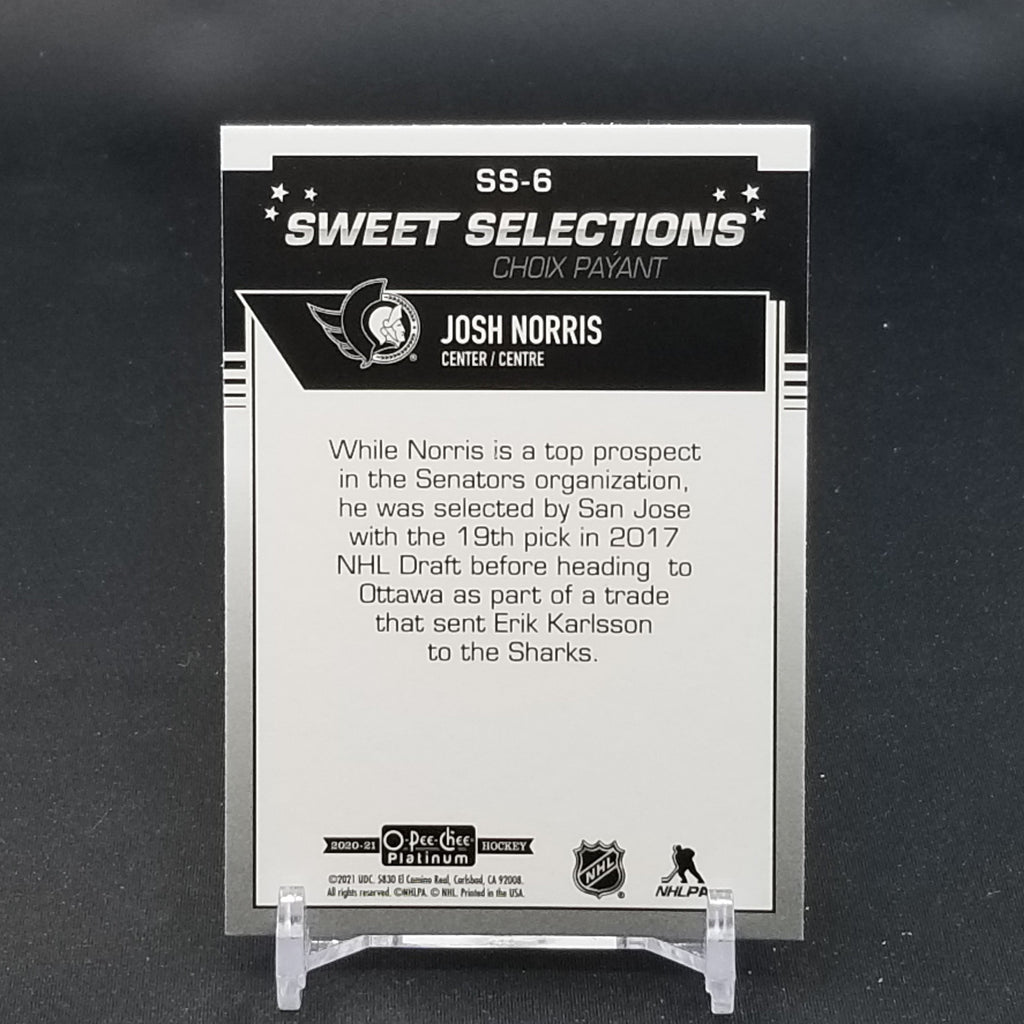 SS-6
SWEET SELECTIONS
CHOIX PAYANT
JOSH NORRIS
CENTER / CENTRE
While Norris is a top prospect
in the Senators organization,
he was selected by San Jose
with the 19th pick in 2017
NHL Draft before heading to
Ottawa as part of a trade
that sent Erik Karlsson
to the Sharks.
2020-21 O-Pee-Chee HOCKEY
Platinum
©2021 UDC. 5830 El Camino Real, Carlsbad, CA 92008.
All rights reserved. ©NHLPA. © NHL. Printed in the USA.
NHL
NHLPA